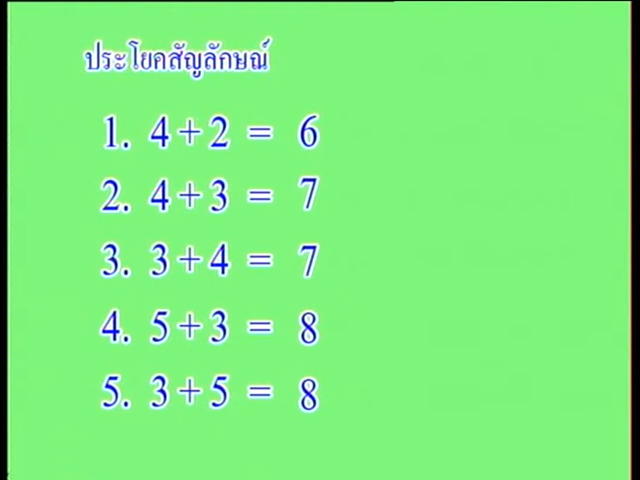 ประโยคสัญลักษณ์
1. 4+2 = 6
2. 4+3 = 7
3. 3+4 = 7
4. 5+3 = 8
5. 3+5 = 8